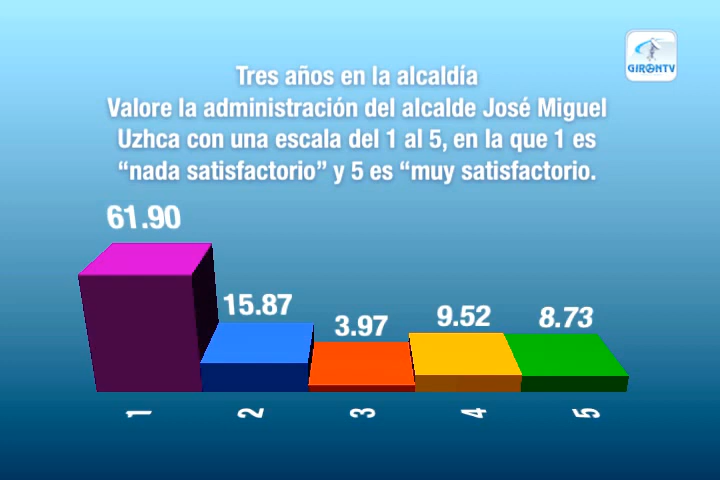 GIRONTV
Tres años en la alcaldía
Valore la administración del alcalde José Miguel
Uzhca con una escala del 1 al 5, en la que 1 es
“nada satisfactorio” y 5 es “muy satisfactorio.
61.90
15.87
3.97
9.52
8.73
1
2
3
4
5